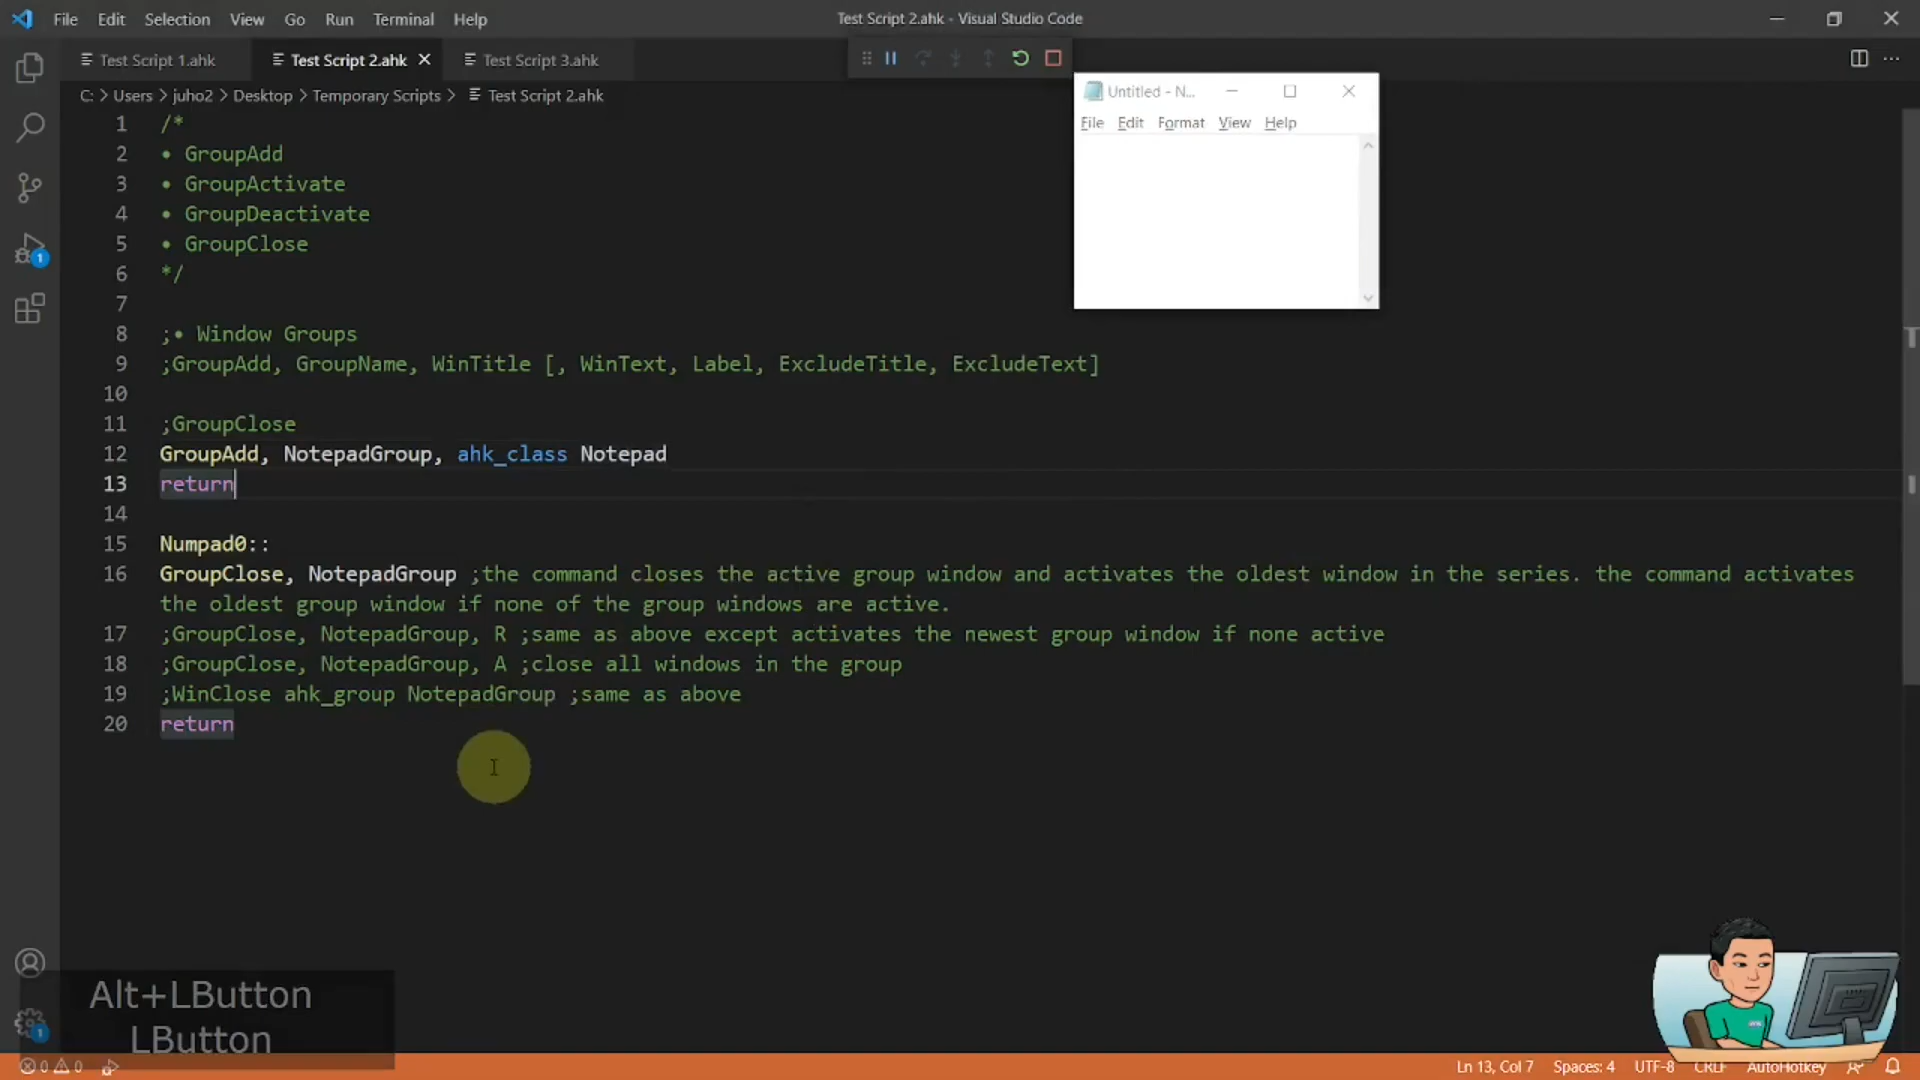 File Edit Selection View Go Run Terminal Help
Test Script 2.ahk - Visual Studio Code
Test Script 1.ahk
Test Script 2.ahk
Test Script 3.ahk
C: > Users > juho2 > Desktop > Temporary Scripts > Test Script 2.ahk
Untitled - N...
File Edit Format View Help
1 /*
2 • GroupAdd
3 • GroupActivate
4 • GroupDeactivate
5 • GroupClose
6 */
7
8 ;• Window Groups
9 ;GroupAdd, GroupName, WinTitle [, WinText, Label, ExcludeTitle, ExcludeText]
10
11 ;GroupClose
12 GroupAdd, NotepadGroup, ahk_class Notepad
13 return
14
15 Numpad0::
16 GroupClose, NotepadGroup ;the command closes the active group window and activates the oldest window in the series. the command activates
the oldest group window if none of the group windows are active.
17 ;GroupClose, NotepadGroup, R ;same as above except activates the newest group window if none active
18 ;GroupClose, NotepadGroup, A ;close all windows in the group
19 ;WinClose ahk_group NotepadGroup ;same as above
20 return
1
Alt+LButton
LButton
1
0 0
Ln 13, Col 7 Spaces: 4 UTF-8 CRLF AutoHotkey